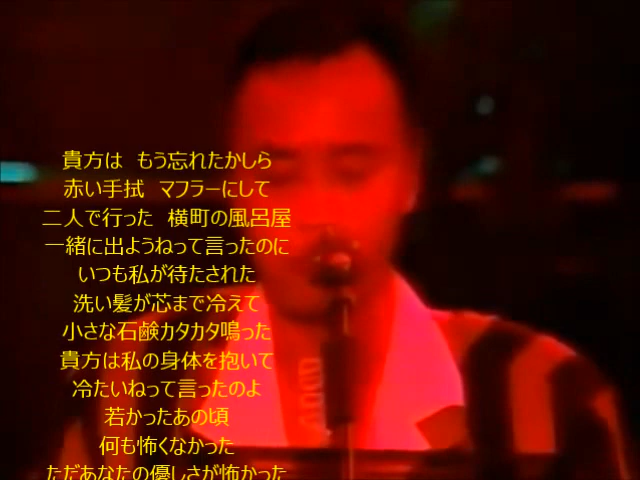 貴方は　もう忘れたかしら
赤い手拭　マフラーにして
二人で行った　横町の風呂屋
一緒に出ようねって言ったのに
いつも私が待たされた
洗い髪が芯まで冷えて
小さな石鹸カタカタ鳴った
貴方は私の身体を抱いて
冷たいねって言ったのよ
若かったあの頃
何も怖くなかった
ただあなたの優しさが怖かった